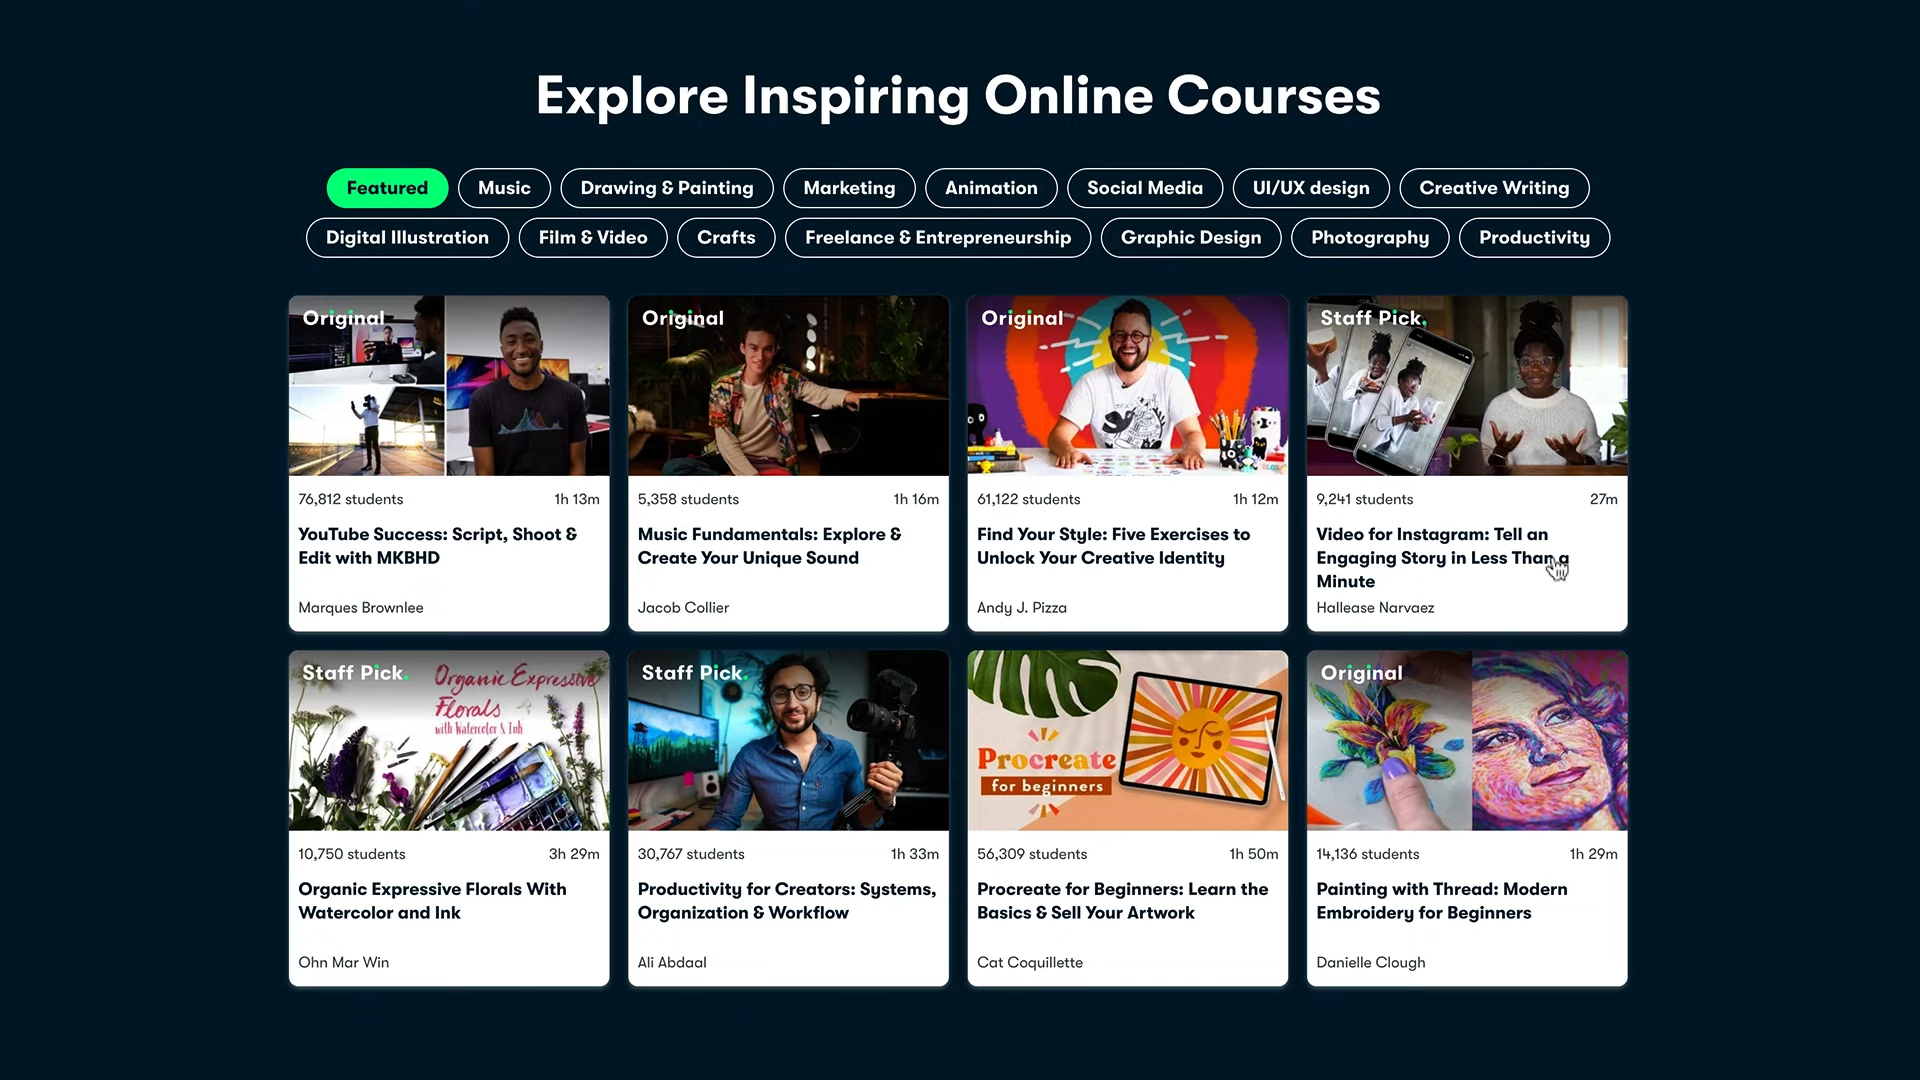 Explore Inspiring Online Courses
Featured
Music
Drawing & Painting
Marketing
Animation
Social Media
UI/UX design
Creative Writing
Digital Illustration
Film & Video
Crafts
Freelance & Entrepreneurship
Graphic Design
Photography
Productivity
Original
76,812 students
1h 13m
YouTube Success: Script, Shoot &
Edit with MKBHD
Marques Brownlee
Original
5,358 students
1h 16m
Music Fundamentals: Explore &
Create Your Unique Sound
Jacob Collier
Original
61,122 students
1h 12m
Find Your Style: Five Exercises to
Unlock Your Creative Identity
Andy J. Pizza
Staff Pick.
9,241 students
27m
Video for Instagram: Tell an
Engaging Story in Less Than a
Minute
Hallease Narvaez
Staff Pick.
Organic Expressive
Florals
with Watercolor & Ink
10,750 students
3h 29m
Organic Expressive Florals With
Watercolor and Ink
Ohn Mar Win
Staff Pick.
30,767 students
1h 33m
Productivity for Creators: Systems,
Organization & Workflow
Ali Abdaal
Procreate
for beginners
56,309 students
1h 50m
Procreate for Beginners: Learn the
Basics & Sell Your Artwork
Cat Coquillette
Original
14,136 students
1h 29m
Painting with Thread: Modern
Embroidery for Beginners
Danielle Clough